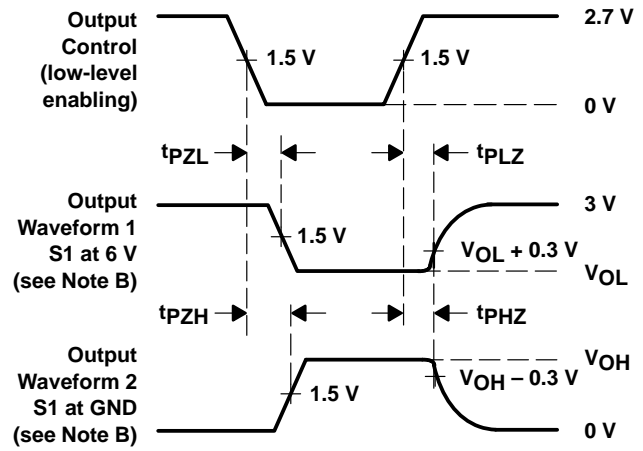 Output
Control
(low-level
enabling)
1.5 V
1.5 V
2.7 V
0 V
tPZL
tPLZ
Output
Waveform 1
S1 at 6 V
(see Note B)
1.5 V
3 V
VOL + 0.3 V
VOL
tPZH
tPHZ
Output
Waveform 2
S1 at GND
(see Note B)
1.5 V
VOH
VOH – 0.3 V
0 V